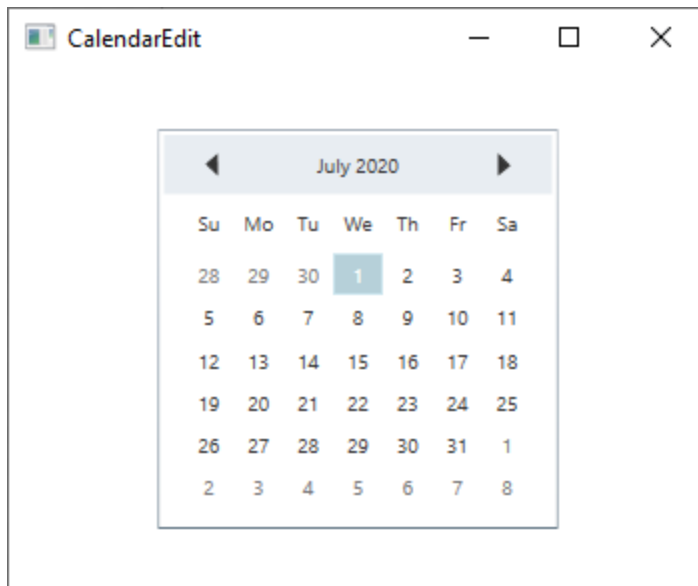 CalendarEdit
July 2020
Su Mo Tu We Th Fr Sa
28 29 30 1 2 3 4
5 6 7 8 9 10 11
12 13 14 15 16 17 18
19 20 21 22 23 24 25
26 27 28 29 30 31 1
2 3 4 5 6 7 8